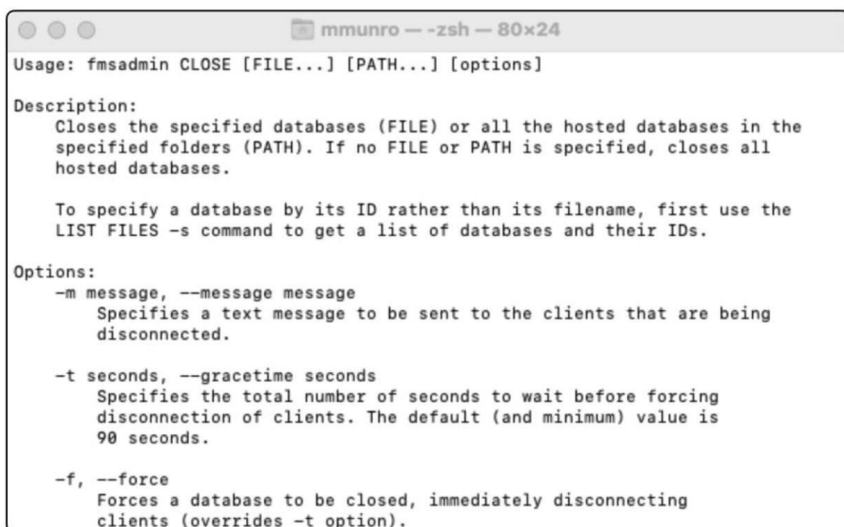 mmunro — -zsh — 80×24
Usage: fmsadmin CLOSE [FILE...] [PATH...] [options]
Description:
Closes the specified databases (FILE) or all the hosted databases in the
specified folders (PATH). If no FILE or PATH is specified, closes all
hosted databases.
To specify a database by its ID rather than its filename, first use the
LIST FILES -s command to get a list of databases and their IDs.
Options:
-m message, --message message
Specifies a text message to be sent to the clients that are being
disconnected.
-t seconds, --gracetime seconds
Specifies the total number of seconds to wait before forcing
disconnection of clients. The default (and minimum) value is
90 seconds.
-f, --force
Forces a database to be closed, immediately disconnecting
clients (overrides -t option).